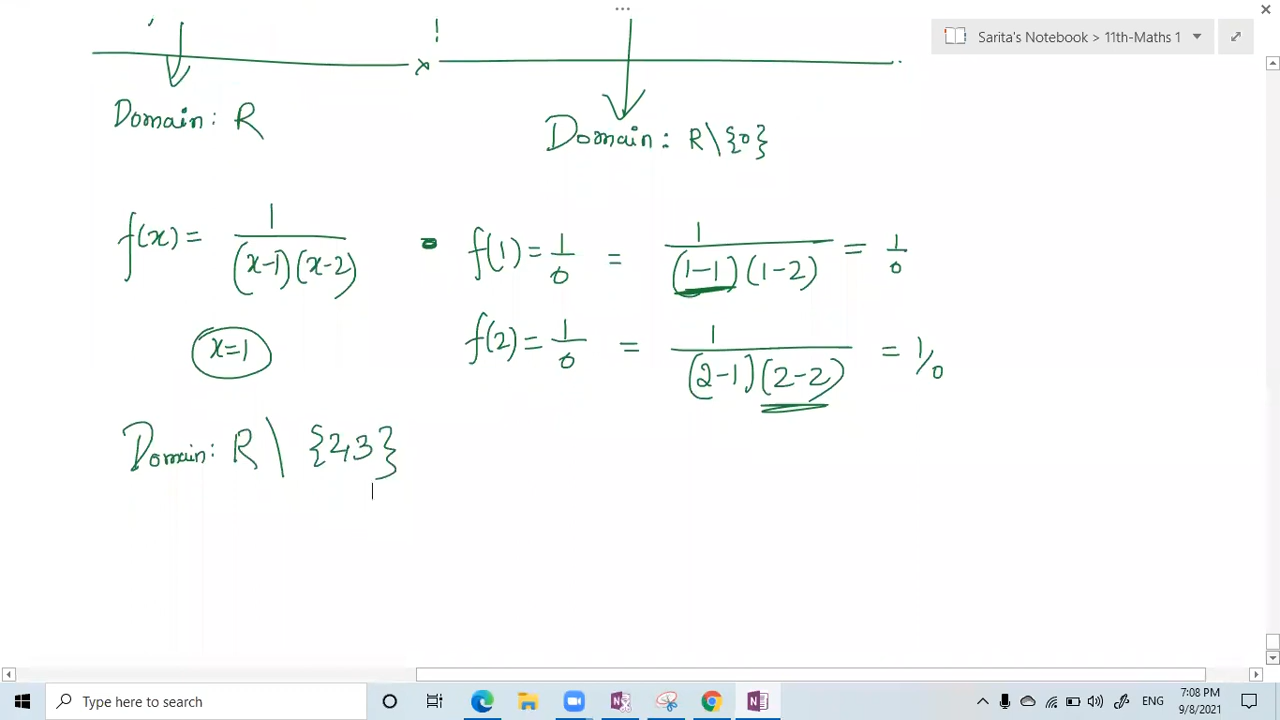 Sarita's Notebook > 11th-Maths 1
Domain: R
Domain: R\{0}
f(x) = 1/((x-1)(x-2))
f(1) = 1/0 = 1/((1-1)(1-2)) = 1/0
f(2) = 1/0 = 1/((2-1)(2-2)) = 1/0
x=1
Domain: R \ {2,3}
Type here to search
ENG
7:08 PM
9/8/2021